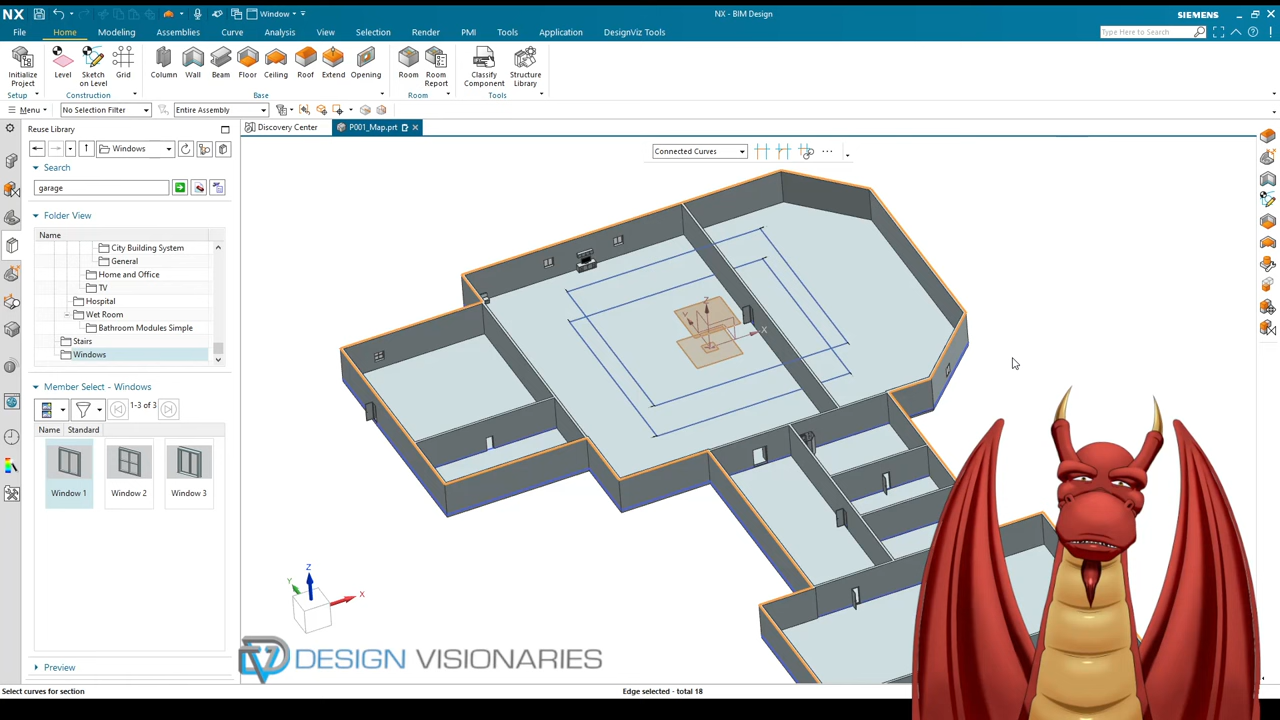 NX Window NX - BIM Design SIEMENS
File Home Modeling Assemblies Curve Analysis View Selection Render PMI Tools Application DesignViz Tools Type Here to Search
Initialize Project Level Sketch on Level Grid Column Wall Beam Floor Ceiling Roof Extend Opening Room Room Report Classify Component Structure Library
Setup Construction Base Room Tools
Menu No Selection Filter Entire Assembly
Reuse Library
Discovery Center P001_Map.prt
Windows
Connected Curves
Search
garage
Folder View
Name
City Building System
General
Home and Office
TV
Hospital
Wet Room
Bathroom Modules Simple
Stairs
Windows
Member Select - Windows
1-3 of 3
Name Standard
Window 1 Window 2 Window 3
Z
Y
X
Z
Y
X
Preview
DV DESIGN VISIONARIES
Select curves for section Edge selected - total 18